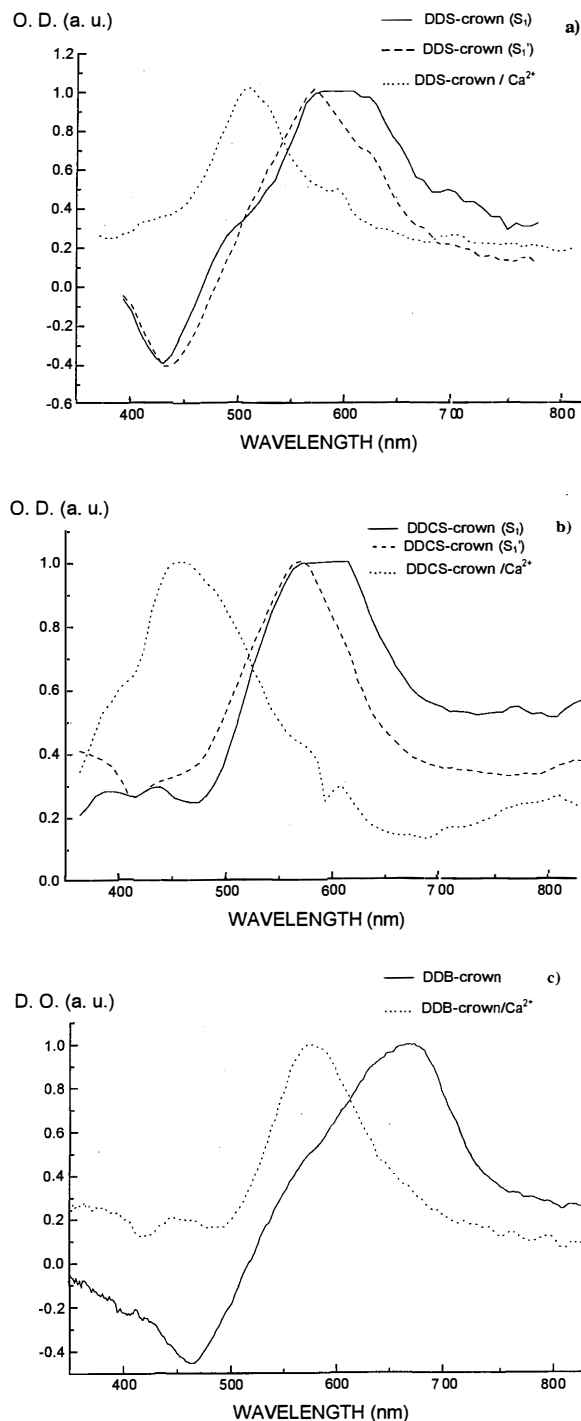 O. D. (a. u.)
DDS-crown (S₁)
a)
DDS-crown (S₁')
DDS-crown / Ca²⁺
1.2
1.0
0.8
0.6
0.4
0.2
0.0
-0.2
-0.4
-0.6
400 500 600 700 800
WAVELENGTH (nm)
O. D. (a. u.)
DDCS-crown (S₁)
b)
DDCS-crown (S₁')
DDCS-crown /Ca²⁺
1.0
0.8
0.6
0.4
0.2
0.0
400 500 600 700 800
WAVELENGTH (nm)
DDB-crown
c)
D. O. (a. u.)
DDB-crown/Ca²⁺
1.0
0.8
0.6
0.4
0.2
0.0
-0.2
-0.4
400 500 600 700 800
WAVELENGTH (nm)